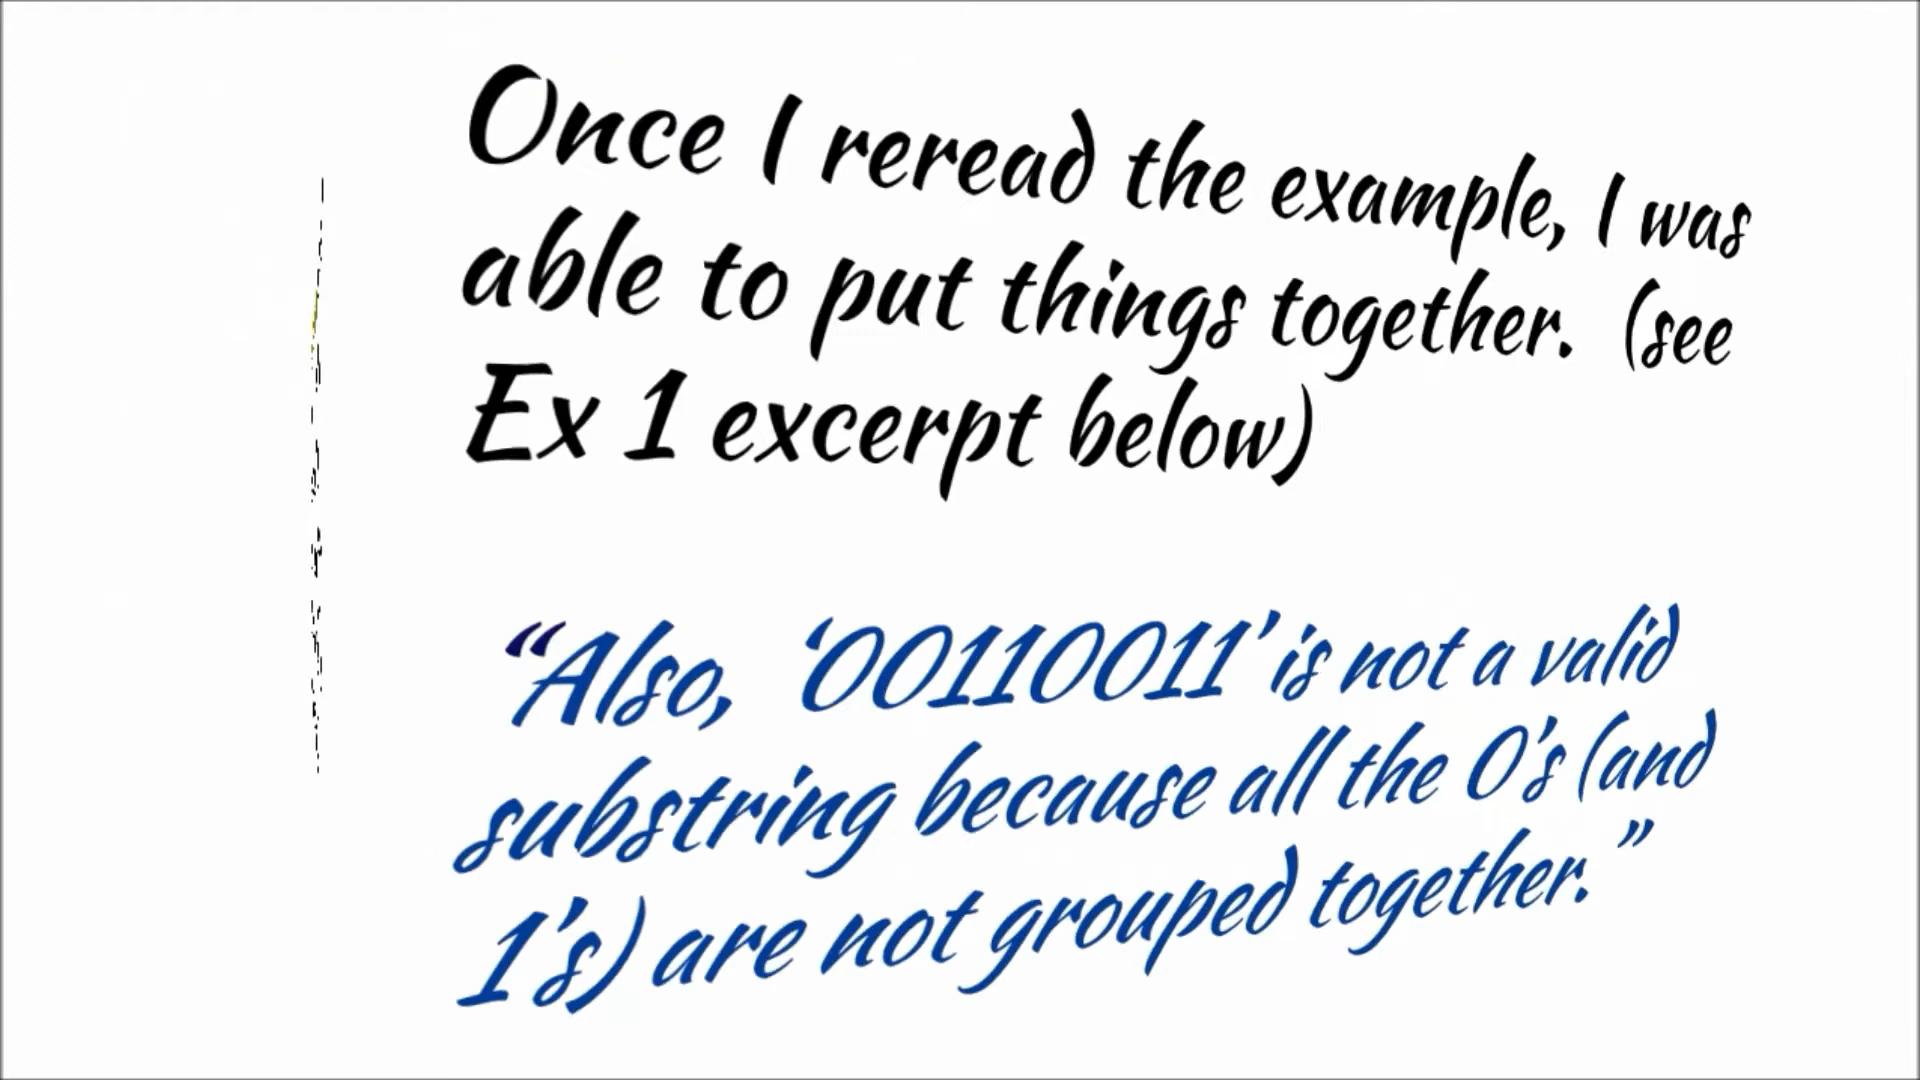 Once I reread the example, I was
able to put things together. (see
Ex 1 excerpt below)
“Also, ‘00110011’ is not a valid
substring because all the 0’s (and
1’s) are not grouped together.”